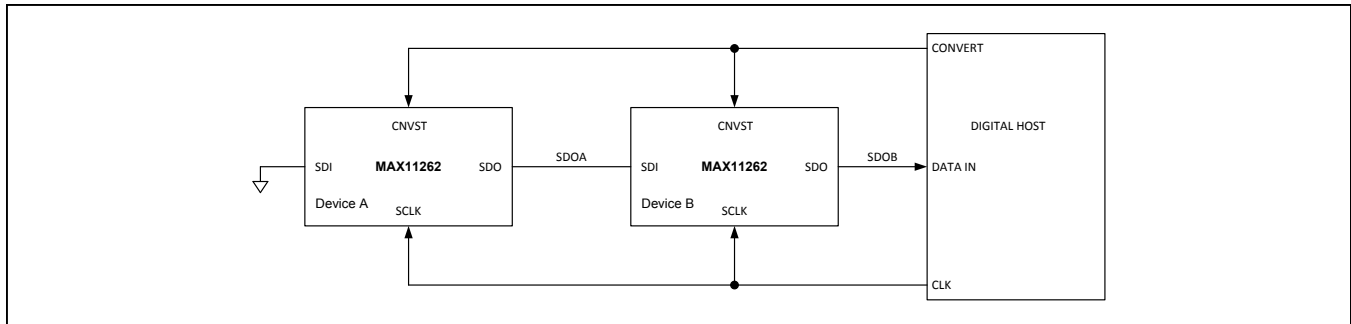 CONVERT
CNVST
CNVST
DIGITAL HOST
SDI
MAX11262
SDO
SDOA
SDI
MAX11262
SDO
SDOB
DATA IN
Device A
SCLK
Device B
SCLK
CLK